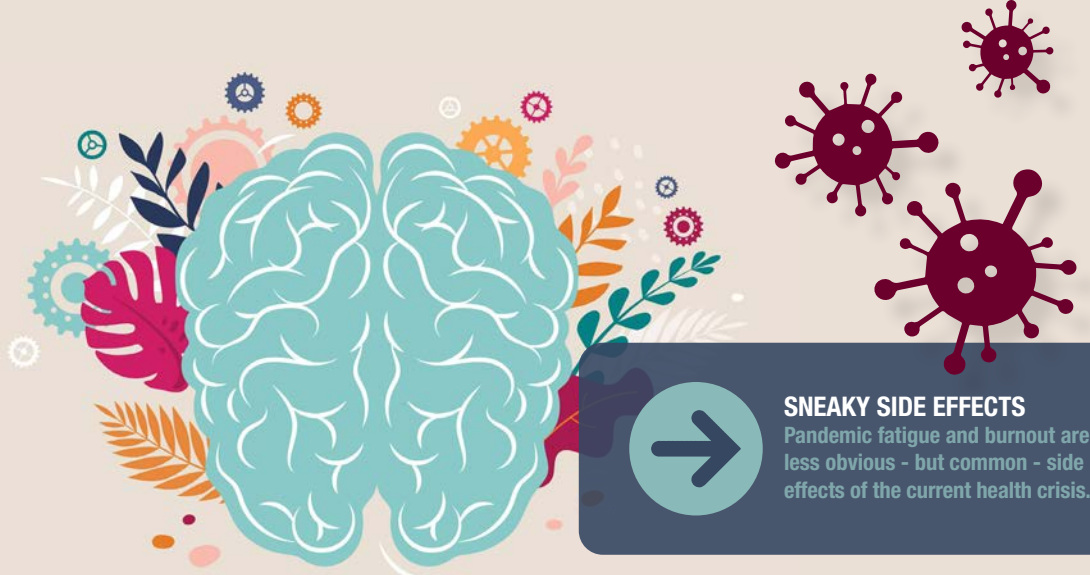 SNEAKY SIDE EFFECTS
Pandemic fatigue and burnout are
less obvious - but common - side
effects of the current health crisis.